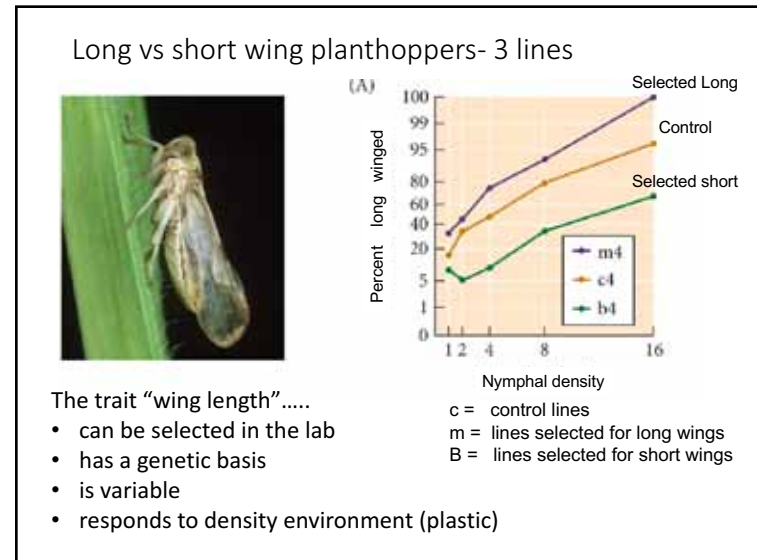 Long vs short wing planthoppers- 3 lines
(A)
Selected Long
Control
Selected short
Percent long winged
100
99
95
80
60
40
20
5
1
0
m4
c4
b4
1 2 4 8 16
Nymphal density
c = control lines
m = lines selected for long wings
B = lines selected for short wings
The trait “wing length”.....
• can be selected in the lab
• has a genetic basis
• is variable
• responds to density environment (plastic)